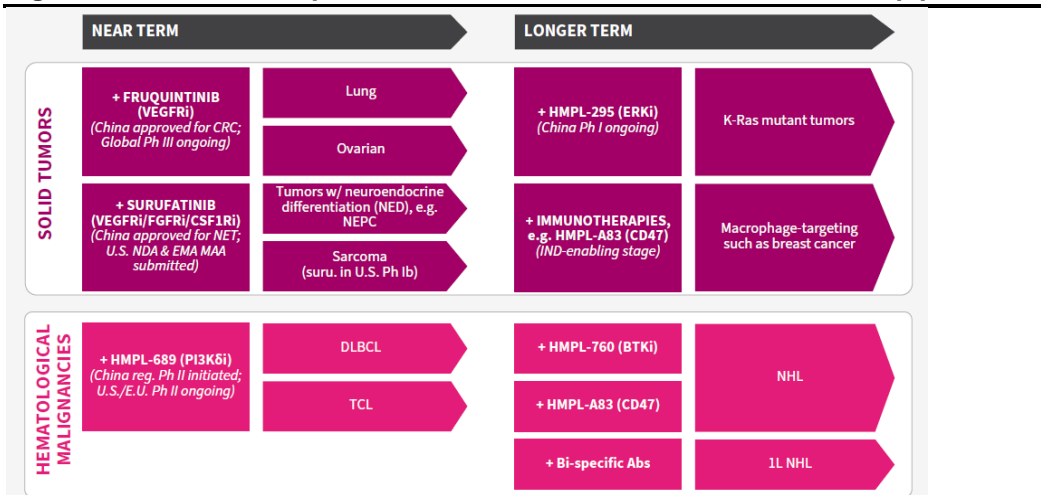 NEAR TERM
LONGER TERM
SOLID TUMORS
+ FRUQUINTINIB
(VEGFRi)
(China approved for CRC;
Global Ph III ongoing)
Lung
Ovarian
+ SURUFATINIB
(VEGFRi/FGFRi/CSF1Ri)
(China approved for NET;
U.S. NDA & EMA MAA
submitted)
Tumors w/ neuroendocrine
differentiation (NED), e.g.
NEPC
Sarcoma
(suru. in U.S. Ph Ib)
+ HMPL-295 (ERKi)
(China Ph I ongoing)
K-Ras mutant tumors
+ IMMUNOTHERAPIES,
e.g. HMPL-A83 (CD47)
(IND-enabling stage)
Macrophage-targeting
such as breast cancer
HEMATOLOGICAL
MALIGNANCIES
+ HMPL-689 (PI3Kδi)
(China reg. Ph II initiated;
U.S./E.U. Ph II ongoing)
DLBCL
TCL
+ HMPL-760 (BTKi)
+ HMPL-A83 (CD47)
NHL
+ Bi-specific Abs
1L NHL